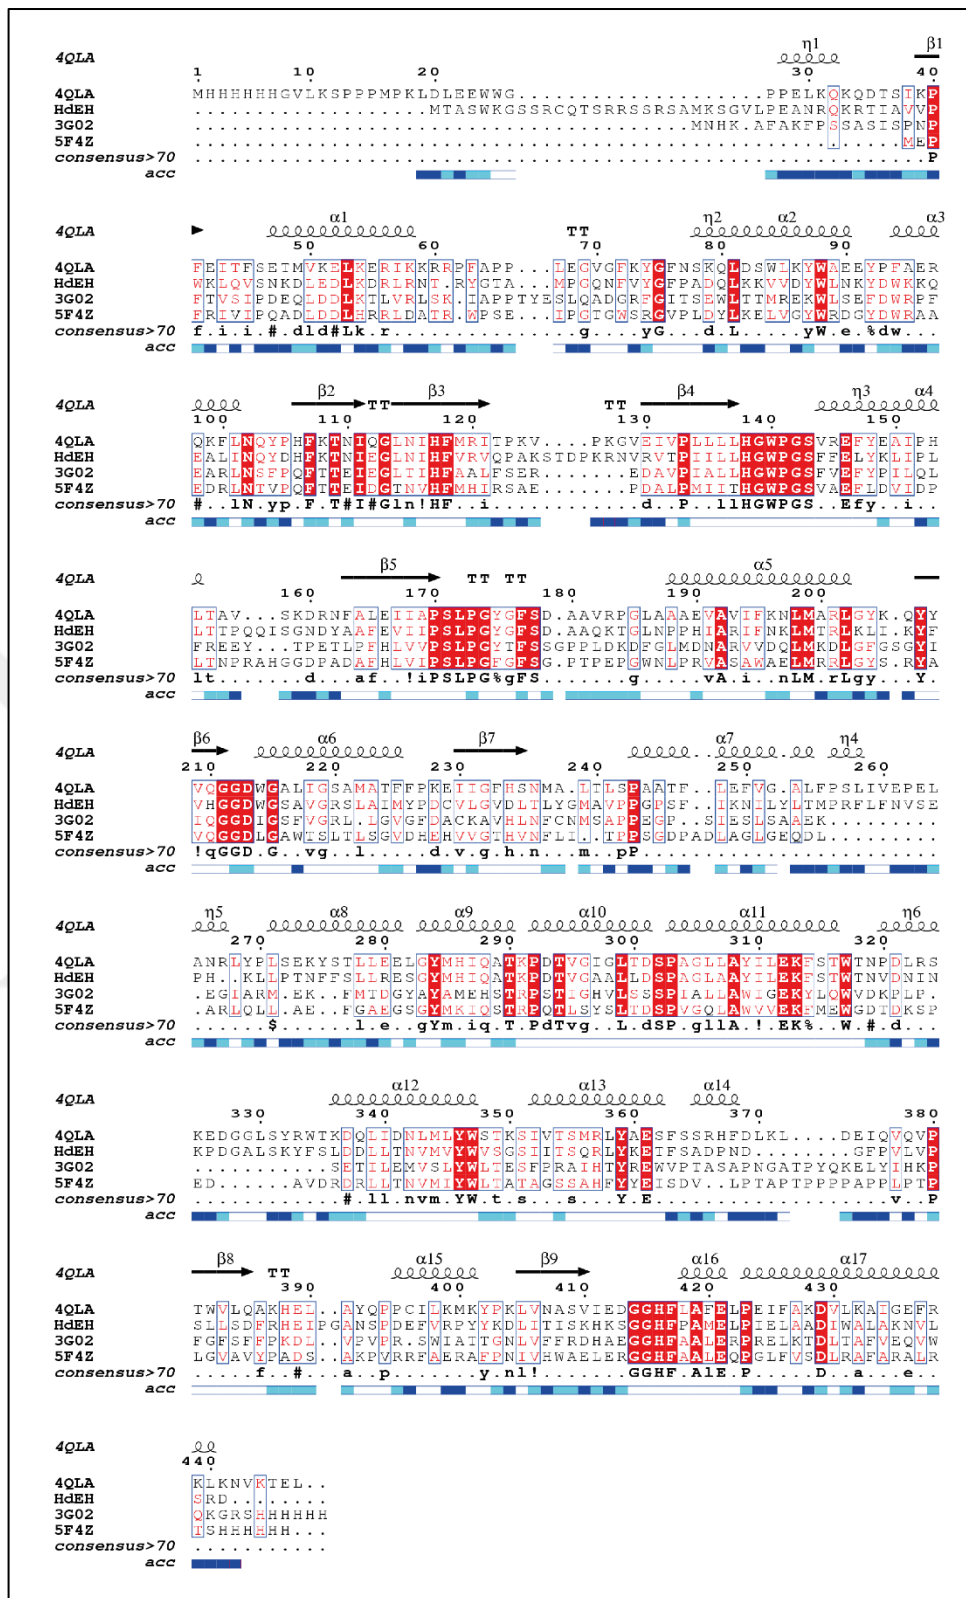 η1 β1
4QLA
1 10 20 30 40
4QLA MHHHHHHGVLKSPPPMPKLDLEEWWG....................PPELKQKQDTSIKP
HdEH ...................MTASWKGSSRCQTSRRSSRSAMKSGVLPEANRQKRTIAVVP
3G02 ........................................MNHK.AFAKFPSSASISPNP
5F4Z .........................................................MEP
consensus>70 ...........................................................P
acc
α1 TT η2 α2 α3
4QLA
50 60 70 80 90
4QLA FEITFSETMVKELKERIKKRRPFAPP..LEGVGFKYGFNSKQLDSWLKYWAEEYPFAER
HdEH WKLQVSNKDLEDLKDRLRNT.RYGTA..MPGQNFVYGFPADQLKKVVDYWLNKYDWKKQ
3G02 FTVSIPDEQLDDLKTLVRLSK.IAPPTYESLQADGRFGITSEWLTTMREKWLSEFDWRPF
5F4Z FRIVIPQADLDDLHRRLDATR.WPSE..IPGTGWSRGVPLDYLKELVGYWRDGYDWRAA
consensus>70 f.i.i.#.dld#Lk.r...............g....yG..d.L.....yW.e.%dw..
acc
β2 TT β3 TT β4 η3 α4
4QLA
100 110 120 130 140 150
4QLA QKFLNQYPHFKTNIQGLNIHFMRITPKV....PKGVEIVPLLLLHGWPGSVREFYEAIPH
HdEH EALINQYDHFKTNIEGLNIHFVRVQPAKSTDPKRNVRVTPIILLHGWPGSFFELYKLIPL
3G02 EARLNSFPQFTTEIEGLIIHFAALFSER....EDAVPIALLHGWPGSFVEFYPILQL
5F4Z EDRLNTVPQFTTEIDGTNVHFMHIRSAE....PDALPMIITHGWPGSVAEFLDVIDP
consensus>70 #..lN.yp.F.T#I#Gln!HF..i............d..P.llHGWPGS..Efy..i..
acc
β5 TT TT α5
4QLA
160 170 180 190 200
4QLA LTAV...SKDRNFALEIIAPSLPGYGFSD.AAVRPGLAAAEVAVIFKNLMARLGYK.QYY
HdEH LTTPQQISGNDYAAFEVIIPSLPGYTFSD.AAQKTGLNPPHIARIFNKLMTRLKLI.KYF
3G02 FREEY...TPETLPFHLVVPSLPGYTFSSGPPLDKDFGLMDNARVVDQLMKDLGFGSGYI
5F4Z LTNPRAHGGDPADAFHLVIPSLPGFGFSG.PTPEPGWNLPRVASAWAELMRRLGYS.RYA
consensus>70 lt.......d...af..!iPSLPG%gFS.......g.....vA.i..nLM.rLgy...Y.
acc
β6 α6 β7 α7 η4
4QLA
210 220 230 240 250 260
4QLA VQGGDWGALIGSAMATFFPKEIIGFHSNMA.LTLSPAATF..LEFVG.ALFPSLIVEPEL
HdEH VHGGDWGSAVGRSLAIMYPDCVLGVDLTLYGMAVPPGPSF..IKNILYLTMPRFLFNVSE
3G02 IQGGDIGSFVGRLL.GVGFDACKAVHLNFCNMSAPPEGP...SIESLSAAEK........
5F4Z VQGGDLGAWTSLTLSGVDHEHVVGTHVNFLI..TPPSGDPADLAGLGEQDL.........
consensus>70 !qGGD.G..vg..l.....d.v.g.h.n...m..pP........................
acc
η5 α8 α9 α10 α11 η6
4QLA
270 280 290 300 310 320
4QLA ANRLYPLSEKYSTLLEELGYMHIQATKPDTVGIGLTDSPAGLLAYILEKFSTWTNPDLRS
HdEH PH..KLLPTNFFSLLRESGYMHIQATKPDTVGAALLDSPAGLAAYILEKFSTWTNVDNIN
3G02 .EGIARM.EK..FMTDGYAYAMEHSTRPSTIGHVLSSSPIALLAWIGEKYLQWVDKPLP.
5F4Z .ARLQLL.AE..FGAEGSGYMKIQSTRPQTLSYSLTDSPVGQLAWVVEKFMEWGDTDKSP
consensus>70 ......$.......l.e.gYm.iq.T.PdTvg..L.dSP.gllA.!.EK%..W.#.d...
acc
α12 α13 α14
4QLA
330 340 350 360 370 380
4QLA KEDGGLSYRWTKDQLIDNLMLYWSTKSIVTSMRLYAESFSSRHFDLKL....DEIQVQVP
HdEH KPDGALSKYFSLDDLLTNVMVYWVSGSIITSQRLYKETFSADPND.......GFPVLVP
3G02 ...........SETILEMVSLYWLTESFPRAIHTYREWVPTASAPNGATPYQKELYIHKP
5F4Z ED.....AVDRDRLLTNVMIYWLTATAGSSAHFYYEISDV..LPTAPTPPPPAPPLPTP
consensus>70 ............#.ll.nvm.YW.t.s...s...Y.E...................v..P
acc
β8 TT α15 β9 α16 α17
4QLA
390 400 410 420 430
4QLA TWVLQAKHEL..AYQPPCILKMKYPKLVNASVIEDGGHFLAFELPEIFAKDVLKAIGEFR
HdEH SLLSDFRHEIPGANSPDEFVRPYYKDLITISKHKSGGHFPAMELPIELAADIWALAKNVL
3G02 FGFSFFPKDL..VPVPR.SWIATTGNLVFFRDHAEGGHFAALERPRELKTDLTAFVEQVW
5F4Z LGVAVYPADS..AKPVRRFAERAFPNIVHWAELERGGHFAALEQPGLFVSDLRAFARALR
consensus>70 .....f..#...a..p.......y.nl!.......GGHF.AlE.P.....D..a...e..
acc
4QLA
440
4QLA KLKNVKTEL..
HdEH SRD........
3G02 QKGRSHHHHHH
5F4Z TSHHHHHH...
consensus>70 ...........
acc